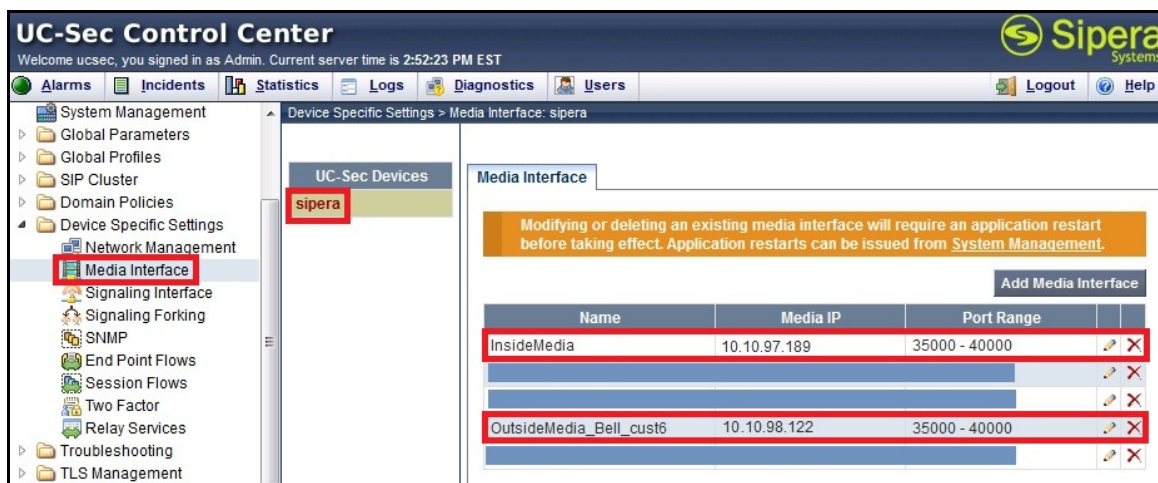 UC-Sec Control Center
Sipera
Systems
Welcome ucsec, you signed in as Admin. Current server time is 2:52:23 PM EST
Alarms Incidents Statistics Logs Diagnostics Users Logout Help
System Management
Global Parameters
Global Profiles
SIP Cluster
Domain Policies
Device Specific Settings
Network Management
Media Interface
Signaling Interface
Signaling Forking
SNMP
End Point Flows
Session Flows
Two Factor
Relay Services
Troubleshooting
TLS Management
Device Specific Settings > Media Interface: sipera
UC-Sec Devices
sipera
Media Interface
Modifying or deleting an existing media interface will require an application restart
before taking effect. Application restarts can be issued from System Management.
Add Media Interface
Name Media IP Port Range
InsideMedia 10.10.97.189 35000 - 40000
OutsideMedia_Bell_cust6 10.10.98.122 35000 - 40000